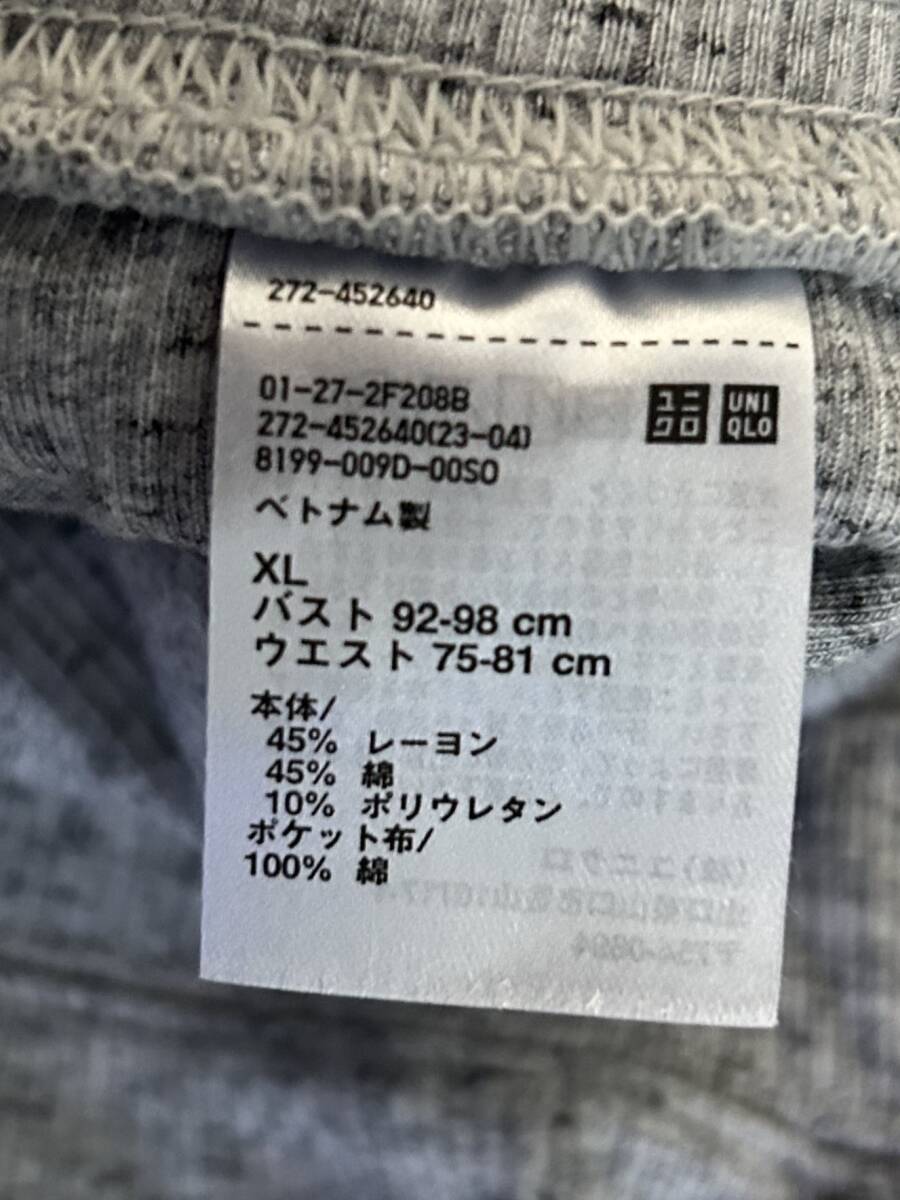 272-452640
01-27-2F208B
272-452640(23-04)
8199-009D-00SO
ユニクロ
UNIQLO
ベトナム製
XL
バスト 92-98 cm
ウエスト 75-81 cm
本体/
45% レーヨン
45% 綿
10% ポリウレタン
ポケット布/
100% 綿